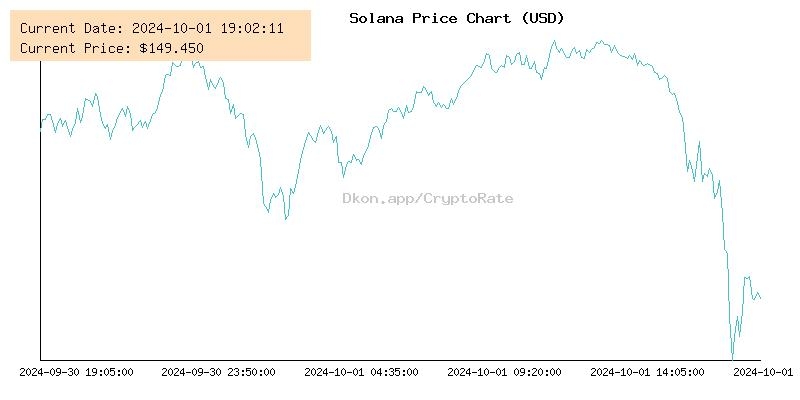 Solana Price Chart (USD)
Current Date: 2024-10-01 19:02:11
Current Price: $149.450
Dkon.app/CryptoRate
2024-09-30 19:05:00
2024-09-30 23:50:00
2024-10-01 04:35:00
2024-10-01 09:20:00
2024-10-01 14:05:00
2024-10-01